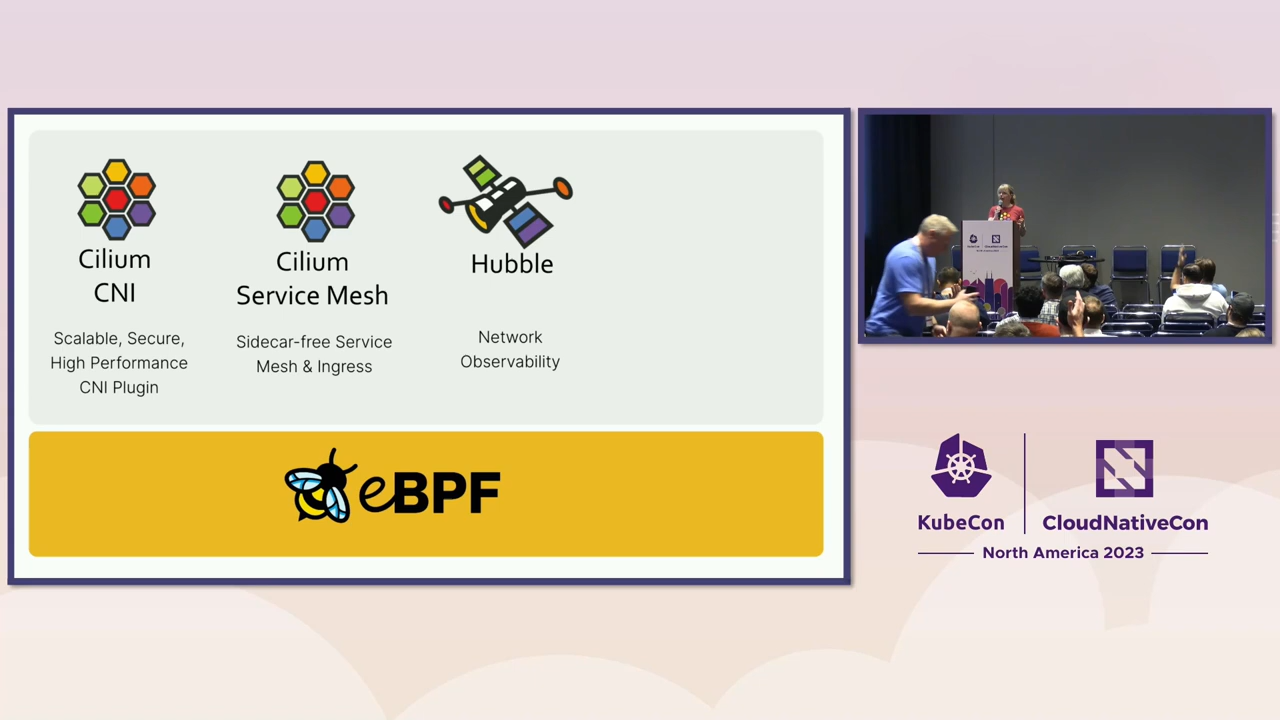 Cilium
CNI
Scalable, Secure,
High Performance
CNI Plugin
Cilium
Service Mesh
Sidecar-free Service
Mesh & Ingress
Hubble
Network
Observability
eBPF
KubeCon
CloudNativeCon
North America 2023